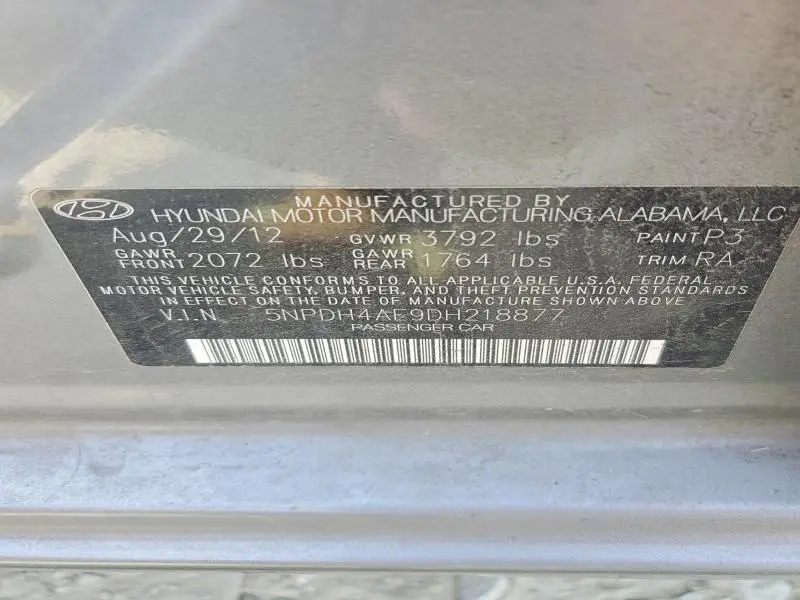 MANUFACTURED BY
HYUNDAI MOTOR MANUFACTURING ALABAMA, LLC
Aug/29/12 GVWR 3792 lbs PAINT P3
GAWR FRONT 2072 lbs GAWR REAR 1764 lbs TRIM RA
THIS VEHICLE CONFORMS TO ALL APPLICABLE U.S.A. FEDERAL
MOTOR VEHICLE SAFETY, BUMPER, AND THEFT PREVENTION STANDARDS
IN EFFECT ON THE DATE OF MANUFACTURE SHOWN ABOVE
V.I.N 5NPDH4AE9DH218877
PASSENGER CAR